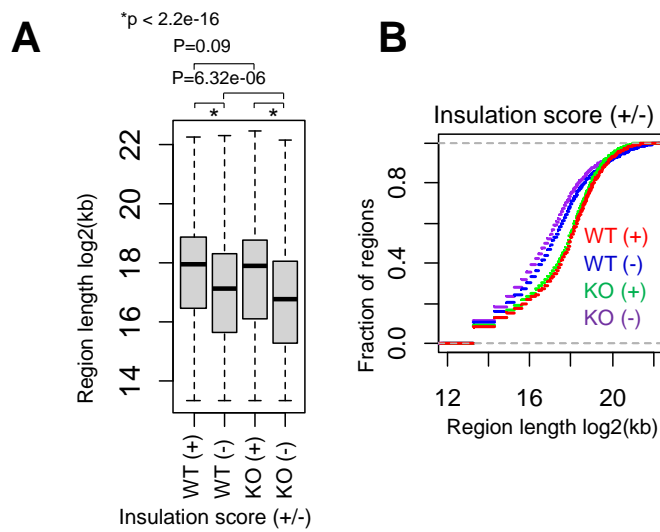 *p < 2.2e-16
A
P=0.09
P=6.32e-06
* *
Region length log2(kb)
22
20
18
16
14
WT (+)
WT (-)
KO (+)
KO (-)
Insulation score (+/-)
B
Insulation score (+/-)
Fraction of regions
0.8
0.4
0.0
WT (+)
WT (-)
KO (+)
KO (-)
12 16 20
Region length log2(kb)